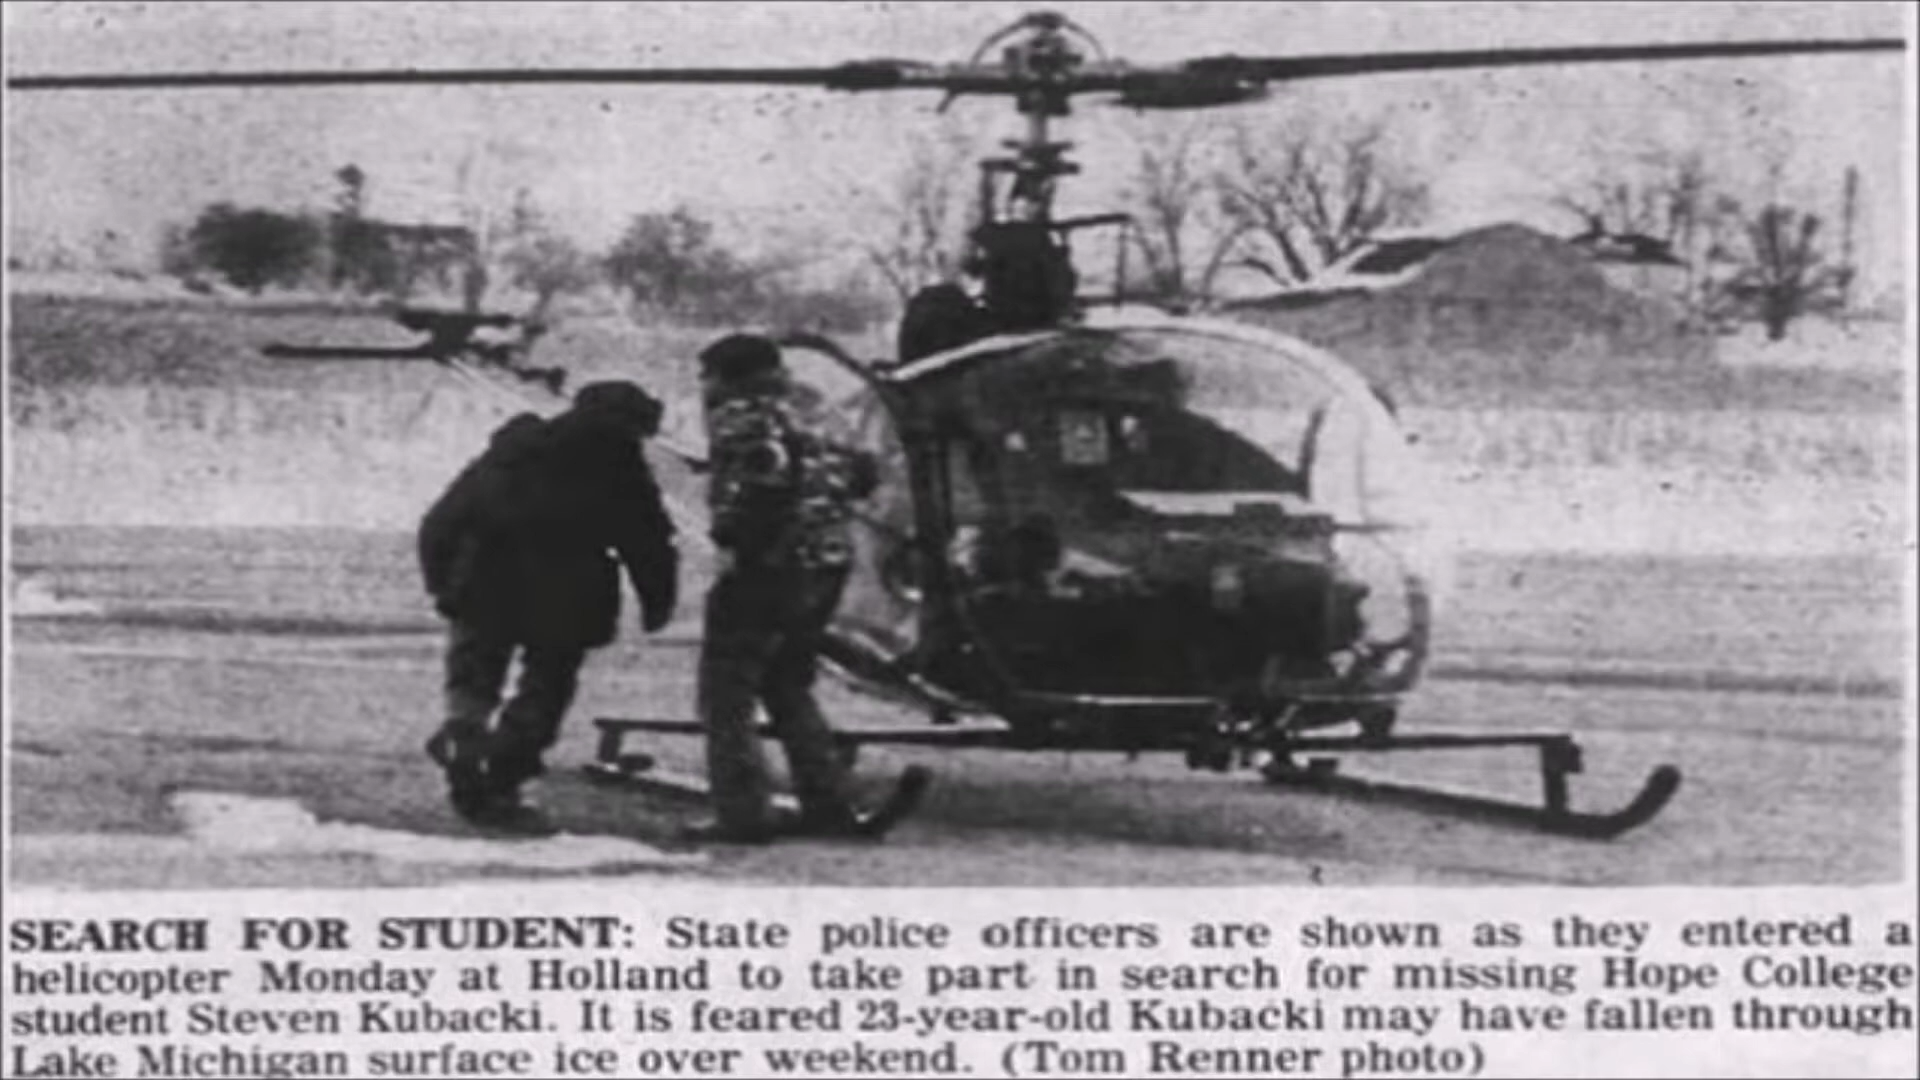 SEARCH FOR STUDENT: State police officers are shown as they entered a
helicopter Monday at Holland to take part in search for missing Hope College
student Steven Kubacki. It is feared 23-year-old Kubacki may have fallen through
Lake Michigan surface ice over weekend. (Tom Renner photo)